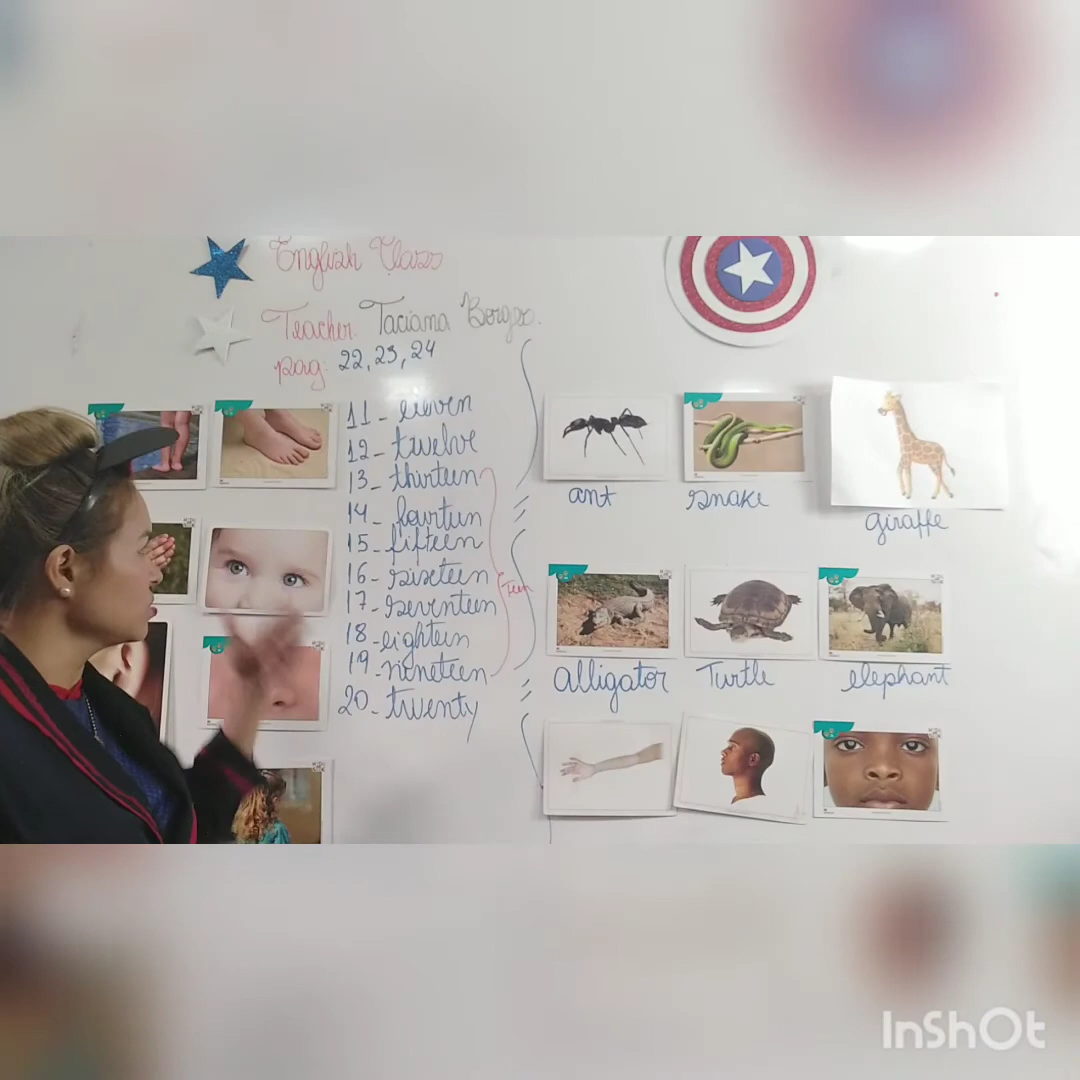 English Class
Teacher. Taciana Borges.
pag: 22, 23, 24
11 - eleven
12 - twelve
13 - thirteen
14 - fourteen
15 - fifteen
16 - sixteen
17 - seventeen
18 - eighteen
19 - nineteen
20 - twenty
Teen
ant
snake
giraffe
alligator
Turtle
elephant
InShOt